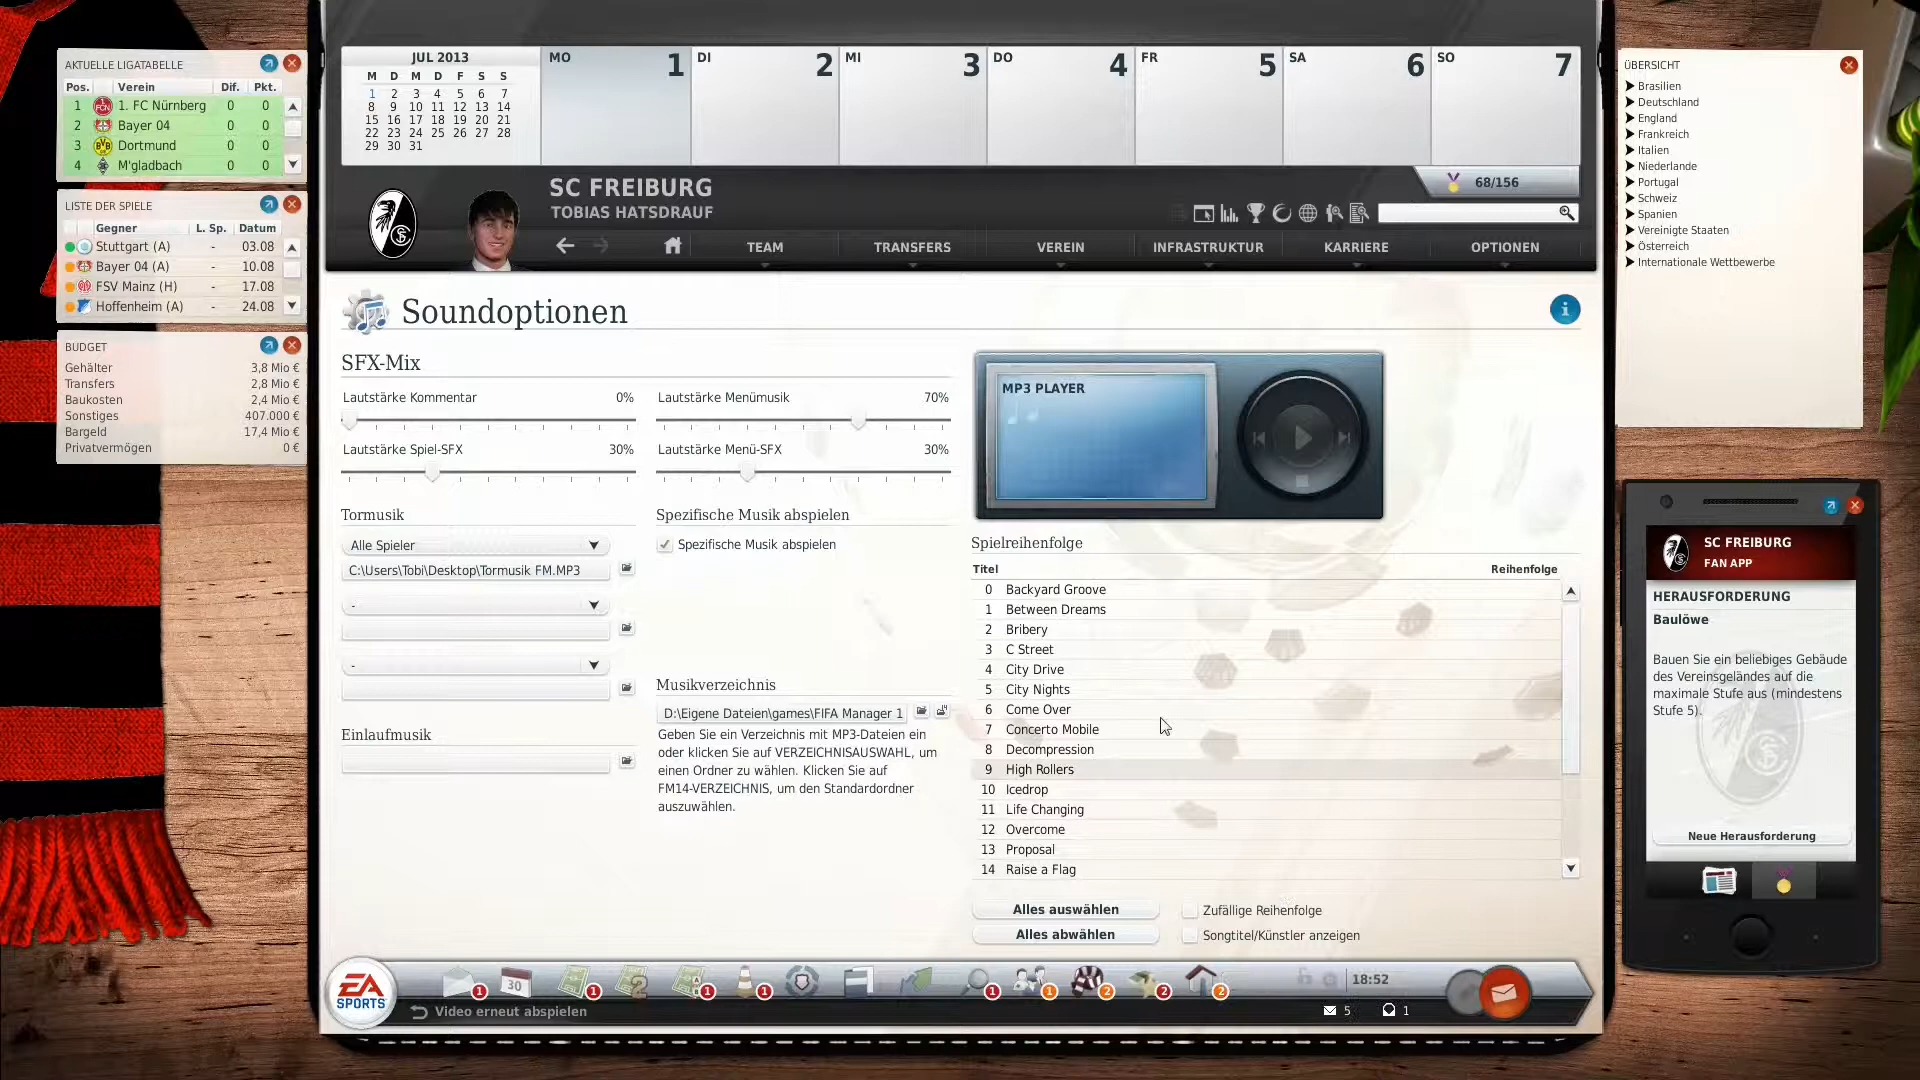 AKTUELLE LIGATABELLE
Pos. Verein Dif. Pkt.
1 1. FC Nürnberg 0 0
2 Bayer 04 0 0
3 Dortmund 0 0
4 M'gladbach 0 0
LISTE DER SPIELE
Gegner L. Sp. Datum
Stuttgart (A) - 03.08
Bayer 04 (A) - 10.08
FSV Mainz (H) - 17.08
Hoffenheim (A) - 24.08
BUDGET
Gehälter 3,8 Mio €
Transfers 2,8 Mio €
Baukosten 2,4 Mio €
Sonstiges 407.000 €
Bargeld 17,4 Mio €
Privatvermögen 0 €
JUL 2013
M D M D F S S
1 2 3 4 5 6 7
8 9 10 11 12 13 14
15 16 17 18 19 20 21
22 23 24 25 26 27 28
29 30 31
MO 1 DI 2 MI 3 DO 4 FR 5 SA 6 SO 7
68/156
SC FREIBURG
TOBIAS HATSDRAUF
TEAM TRANSFERS VEREIN INFRASTRUKTUR KARRIERE OPTIONEN
Soundoptionen
SFX-Mix
Lautstärke Kommentar 0%
Lautstärke Menümusik 70%
Lautstärke Spiel-SFX 30%
Lautstärke Menü-SFX 30%
Tormusik
Alle Spieler
C:\Users\Tobi\Desktop\Tormusik FM.MP3
-
-
Einlaufmusik
Spezifische Musik abspielen
Spezifische Musik abspielen
Musikverzeichnis
D:\Eigene Dateien\games\FIFA Manager 1
Geben Sie ein Verzeichnis mit MP3-Dateien ein
oder klicken Sie auf VERZEICHNISAUSWAHL, um
einen Ordner zu wählen. Klicken Sie auf
FM14-VERZEICHNIS, um den Standardordner
auszuwählen.
MP3 PLAYER
Spielreihenfolge
Titel Reihenfolge
0 Backyard Groove
1 Between Dreams
2 Bribery
3 C Street
4 City Drive
5 City Nights
6 Come Over
7 Concerto Mobile
8 Decompression
9 High Rollers
10 Icedrop
11 Life Changing
12 Overcome
13 Proposal
14 Raise a Flag
Alles auswählen
Zufällige Reihenfolge
Alles abwählen
Songtitel/Künstler anzeigen
EA SPORTS
1 30 1 2 1 1 1 1 2 2 2
18:52
Video erneut abspielen
5 1
ÜBERSICHT
Brasilien
Deutschland
England
Frankreich
Italien
Niederlande
Portugal
Schweiz
Spanien
Vereinigte Staaten
Österreich
Internationale Wettbewerbe
SC FREIBURG
FAN APP
HERAUSFORDERUNG
Baulöwe
Bauen Sie ein beliebiges Gebäude
des Vereinsgeländes auf die
maximale Stufe aus (mindestens
Stufe 5).
Neue Herausforderung